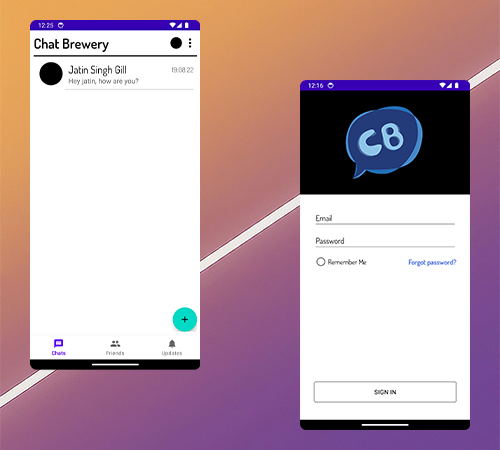 12:25
Chat Brewery
Jatin Singh Gill 19:08:22
Hey jatin, how are you?
+
Chats Friends Updates
12:16
CB
Email
Password
Remember Me Forgot password?
SIGN IN